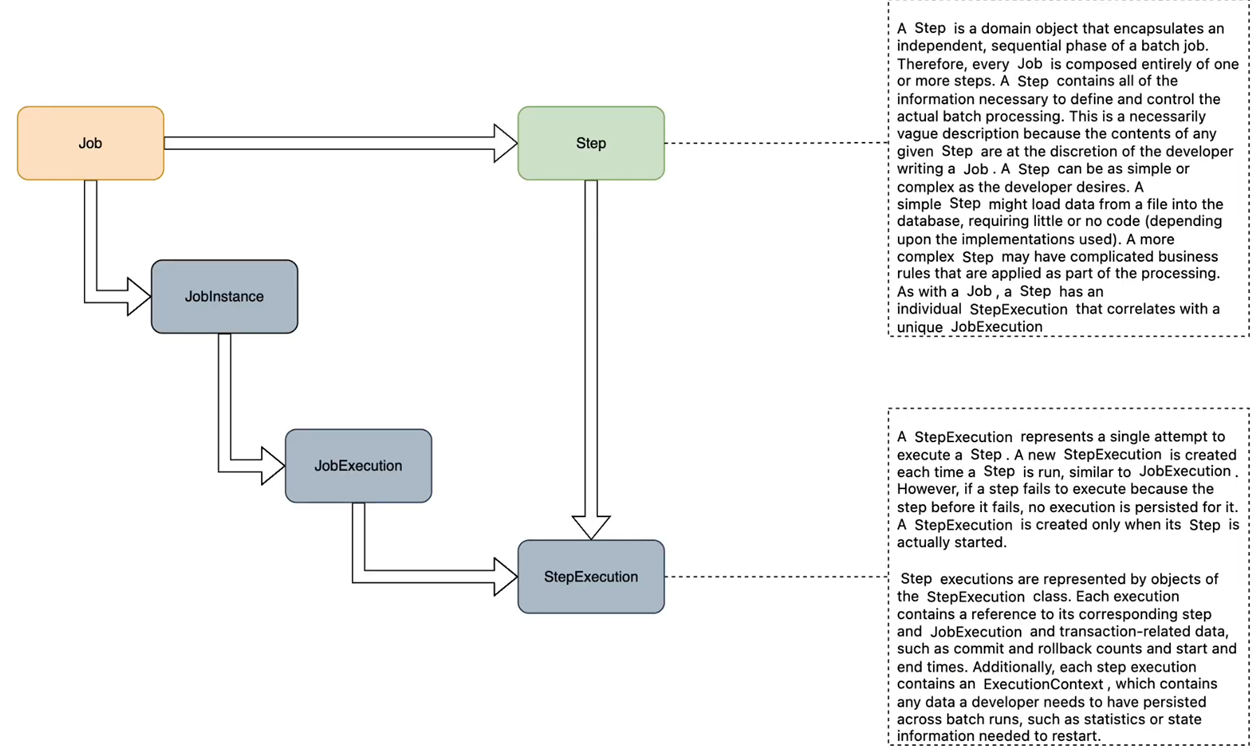 Job
Step
JobInstance
JobExecution
StepExecution
A Step is a domain object that encapsulates an
independent, sequential phase of a batch job.
Therefore, every Job is composed entirely of one
or more steps. A Step contains all of the
information necessary to define and control the
actual batch processing. This is a necessarily
vague description because the contents of any
given Step are at the discretion of the developer
writing a Job. A Step can be as simple or
complex as the developer desires. A
simple Step might load data from a file into the
database, requiring little or no code (depending
upon the implementations used). A more
complex Step may have complicated business
rules that are applied as part of the processing.
As with a Job, a Step has an
individual StepExecution that correlates with a
unique JobExecution
A StepExecution represents a single attempt to
execute a Step. A new StepExecution is created
each time a Step is run, similar to JobExecution.
However, if a step fails to execute because the
step before it fails, no execution is persisted for it.
A StepExecution is created only when its Step is
actually started.
Step executions are represented by objects of
the StepExecution class. Each execution
contains a reference to its corresponding step
and JobExecution and transaction-related data,
such as commit and rollback counts and start and
end times. Additionally, each step execution
contains an ExecutionContext, which contains
any data a developer needs to have persisted
across batch runs, such as statistics or state
information needed to restart.